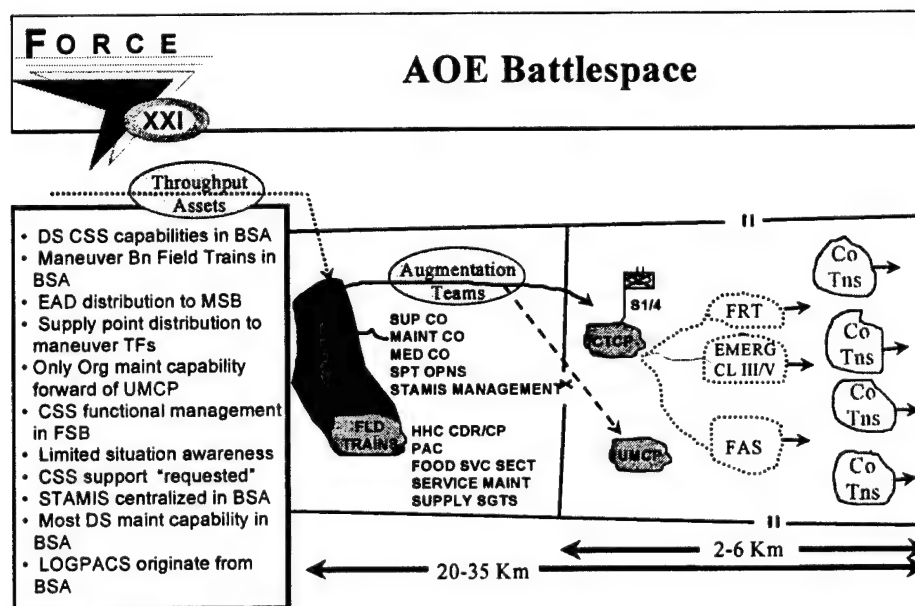 FORCE
XXI
AOE Battlespace
Throughput
Assets
• DS CSS capabilities in BSA
• Maneuver Bn Field Trains in
BSA
• EAD distribution to MSB
• Supply point distribution to
maneuver TFs
• Only Org maint capability
forward of UMCP
• CSS functional management
in FSB
• Limited situation awareness
• CSS support "requested"
• STAMIS centralized in BSA
• Most DS maint capability in
BSA
• LOGPACS originate from
BSA
Augmentation
Teams
SUP CO
MAINT CO
MED CO
SPT OPNS
STAMIS MANAGEMENT
FLD
TRAINS
HHC CDR/CP
PAC
FOOD SVC SECT
SERVICE MAINT
SUPPLY SGTS
S1/4
CTCP
UMCP
FRT
EMERG
CL III/V
FAS
Co
Tns
Co
Tns
Co
Tns
Co
Tns
II
II
2-6 Km
20-35 Km